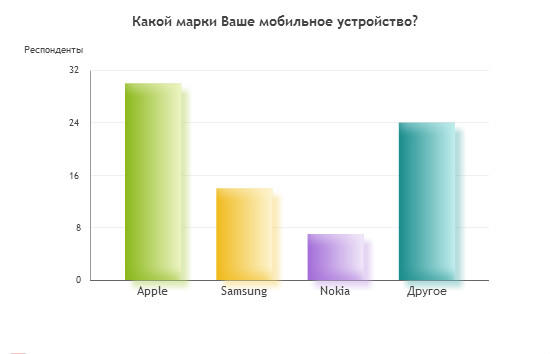 Какой марки Ваше мобильное устройство?
Респонденты
32
24
16
8
0
Apple Samsung Nokia Другое